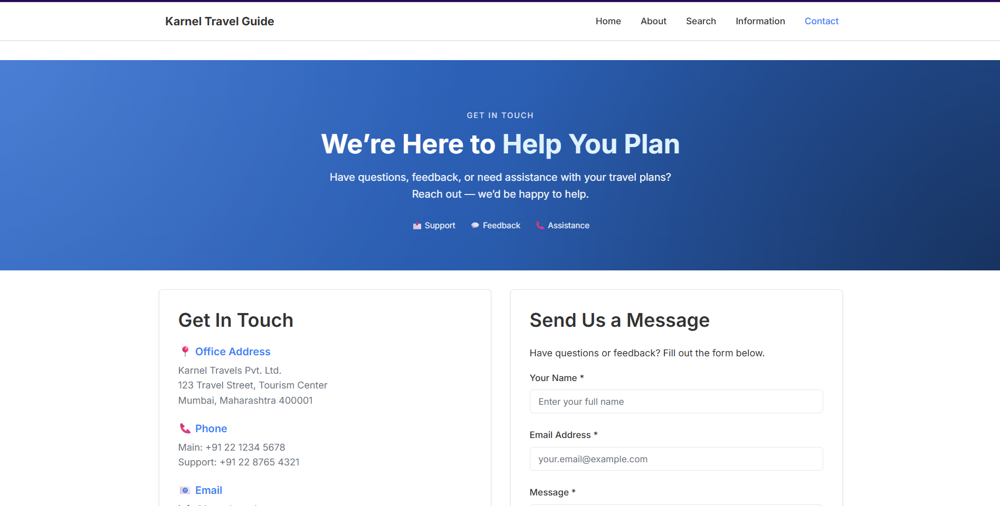 Karnel Travel Guide
Home About Search Information Contact
GET IN TOUCH
We’re Here to Help You Plan
Have questions, feedback, or need assistance with your travel plans?
Reach out — we’d be happy to help.
Support Feedback Assistance
Get In Touch
Office Address
Karnel Travels Pvt. Ltd.
123 Travel Street, Tourism Center
Mumbai, Maharashtra 400001
Phone
Main: +91 22 1234 5678
Support: +91 22 8765 4321
Email
Send Us a Message
Have questions or feedback? Fill out the form below.
Your Name *
Enter your full name
Email Address *
your.email@example.com
Message *